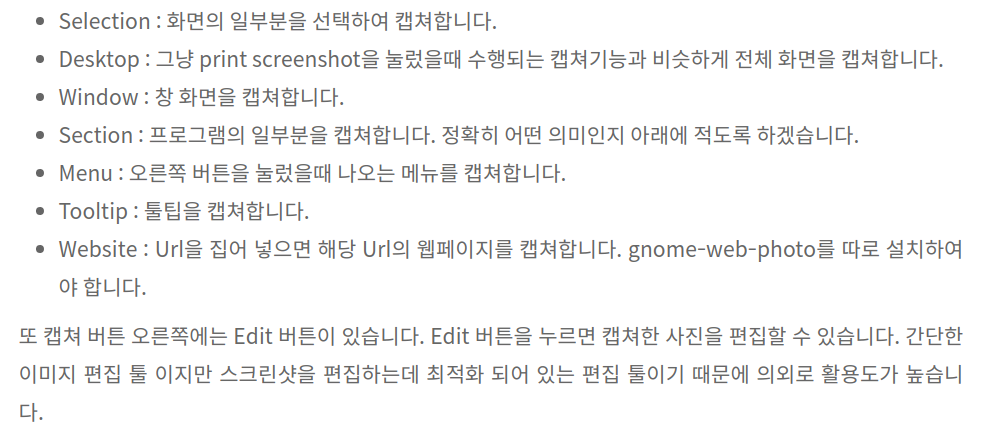 • Selection : 화면의 일부분을 선택하여 캡쳐합니다.
• Desktop : 그냥 print screenshot을 눌렀을때 수행되는 캡쳐기능과 비슷하게 전체 화면을 캡쳐합니다.
• Window : 창 화면을 캡쳐합니다.
• Section : 프로그램의 일부분을 캡쳐합니다. 정확히 어떤 의미인지 아래에 적도록 하겠습니다.
• Menu : 오른쪽 버튼을 눌렀을때 나오는 메뉴를 캡쳐합니다.
• Tooltip : 툴팁을 캡쳐합니다.
• Website : Url을 집어 넣으면 해당 Url의 웹페이지를 캡쳐합니다. gnome-web-photo를 따로 설치하여
야 합니다.
또 캡쳐 버튼 오른쪽에는 Edit 버튼이 있습니다. Edit 버튼을 누르면 캡쳐한 사진을 편집할 수 있습니다. 간단한
이미지 편집 툴 이지만 스크린샷을 편집하는데 최적화 되어 있는 편집 툴이기 때문에 의외로 활용도가 높습니
다.